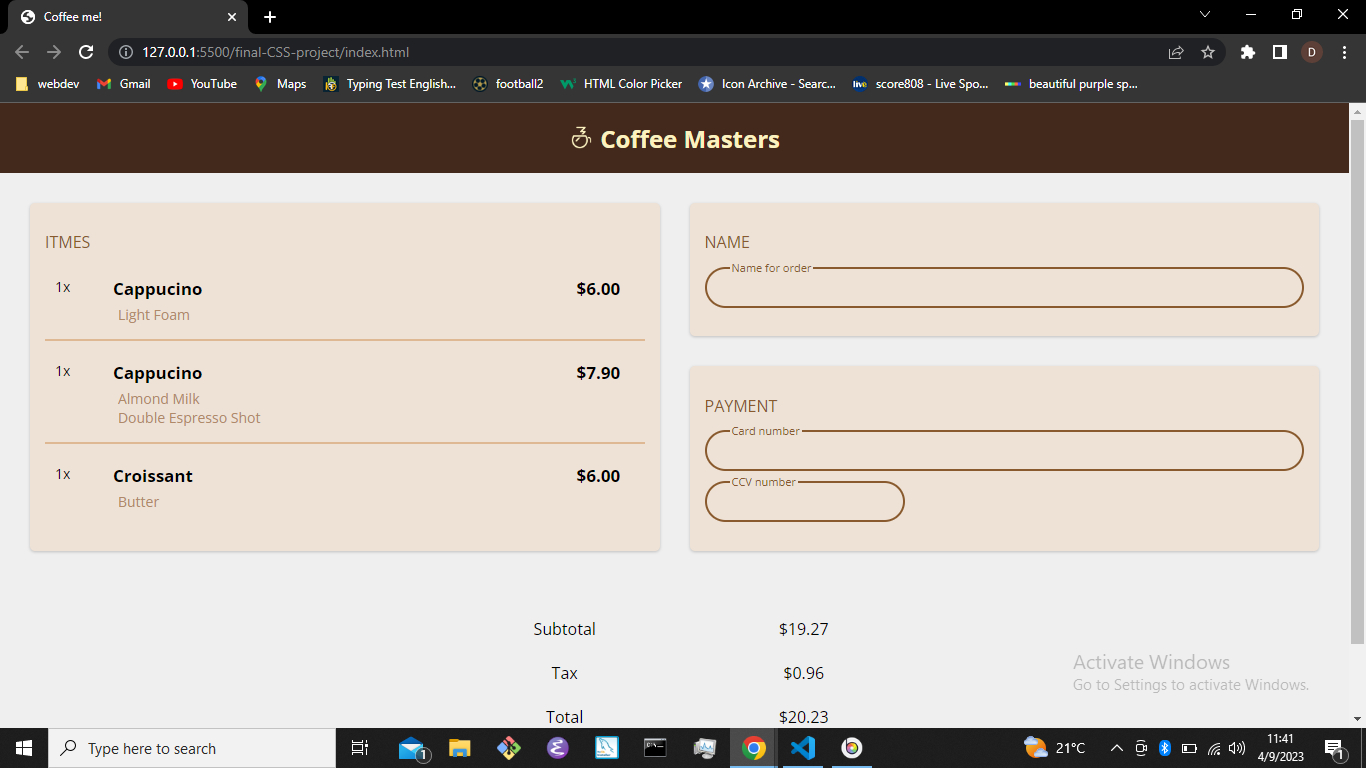 Coffee me!
127.0.0.1:5500/final-CSS-project/index.html
D
webdev
Gmail
YouTube
Maps
Typing Test English...
football2
HTML Color Picker
Icon Archive - Searc...
live
score808 - Live Spo...
beautiful purple sp...
Coffee Masters
ITMES
1x Cappucino $6.00
Light Foam
1x Cappucino $7.90
Almond Milk
Double Espresso Shot
1x Croissant $6.00
Butter
NAME
Name for order
PAYMENT
Card number
CCV number
Subtotal $19.27
Tax $0.96
Total $20.23
Activate Windows
Go to Settings to activate Windows.
Type here to search
1
21°C
11:41
4/9/2023
1